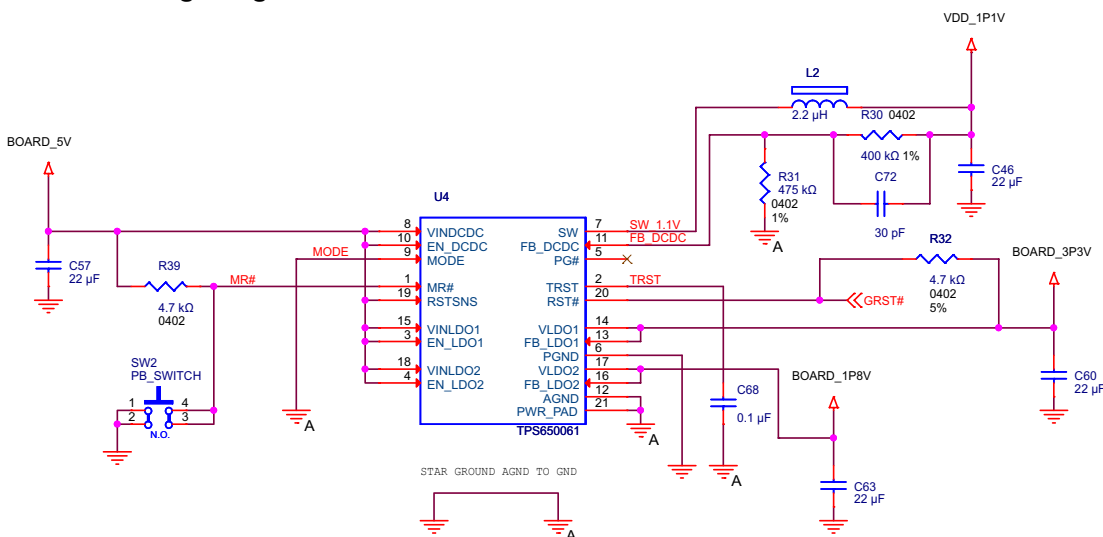 VDD_1P1V
L2
2.2 µH
R30 0402
BOARD_5V
400 kΩ 1%
R31
475 kΩ
0402
1%
C72
30 pF
C46
22 µF
U4
8 VINDCDC
10 EN_DCDC
MODE 9 MODE
MR# 1 MR#
19 RSTSNS
15 VINLDO1
3 EN_LDO1
18 VINLDO2
4 EN_LDO2
SW 7 SW_1.1V
FB_DCDC 11 FB_DCDC
PG# 5
TRST 2 TRST
RST# 20
VLDO1 14
FB_LDO1 13
PGND 6
VLDO2 17
FB_LDO2 16
AGND 12
PWR_PAD 21
TPS650061
A
R32
4.7 kΩ
0402
5%
BOARD_3P3V
GRST#
C57
22 µF
R39
4.7 kΩ
0402
SW2
PB_SWITCH
1 4
2 3
N.O.
A
A
C68
0.1 µF
A
BOARD_1P8V
C60
22 µF
C63
22 µF
STAR GROUND AGND TO GND
A